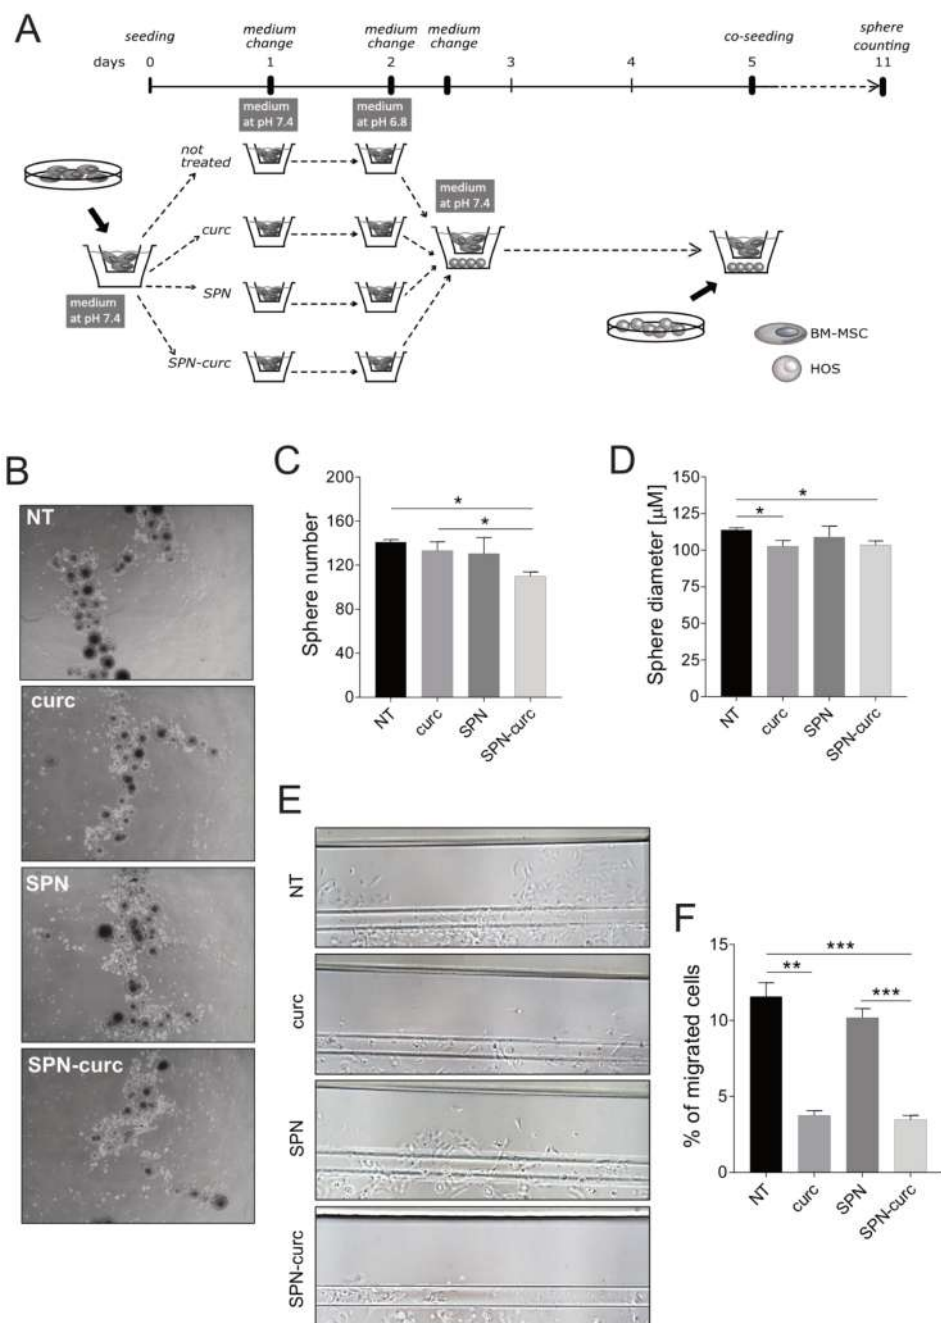 A
seeding
medium
change
medium
change
medium
change
co-seeding
sphere
counting
days
0
1
2
3
4
5
11
medium
at pH 7.4
medium
at pH 6.8
not
treated
medium
at pH 7.4
curc
SPN
medium
at pH 7.4
SPN-curc
BM-MSC
HOS
B
NT
curc
SPN
SPN-curc
C
Sphere number
200
160
120
80
40
0
*
*
NT
curc
SPN
SPN-curc
D
Sphere diameter [µM]
150
125
100
75
50
25
0
*
*
NT
curc
SPN
SPN-curc
E
NT
curc
SPN
SPN-curc
F
% of migrated cells
15
10
5
0
***
**
***
NT
curc
SPN
SPN-curc